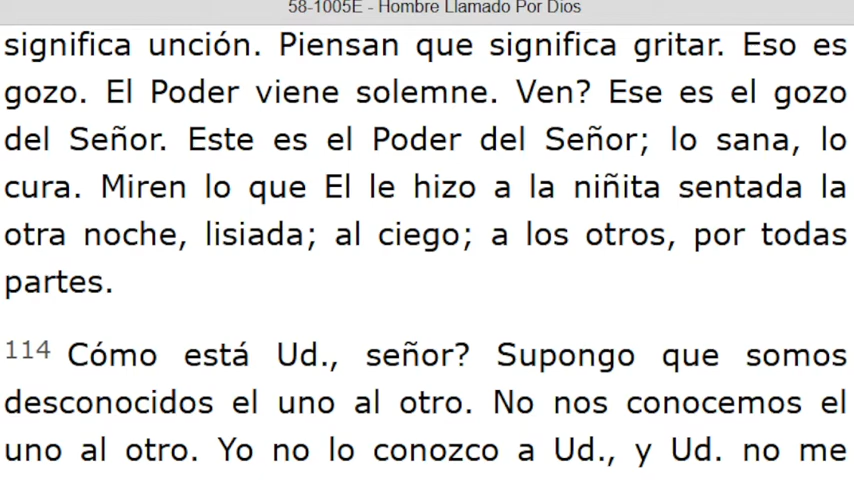 58-1005E - Hombre Llamado Por Dios
significa unción. Piensan que significa gritar. Eso es
gozo. El Poder viene solemne. Ven? Ese es el gozo
del Señor. Este es el Poder del Señor; lo sana, lo
cura. Miren lo que El le hizo a la niñita sentada la
otra noche, lisiada; al ciego; a los otros, por todas
partes.
114 Cómo está Ud., señor? Supongo que somos
desconocidos el uno al otro. No nos conocemos el
uno al otro. Yo no lo conozco a Ud., y Ud. no me